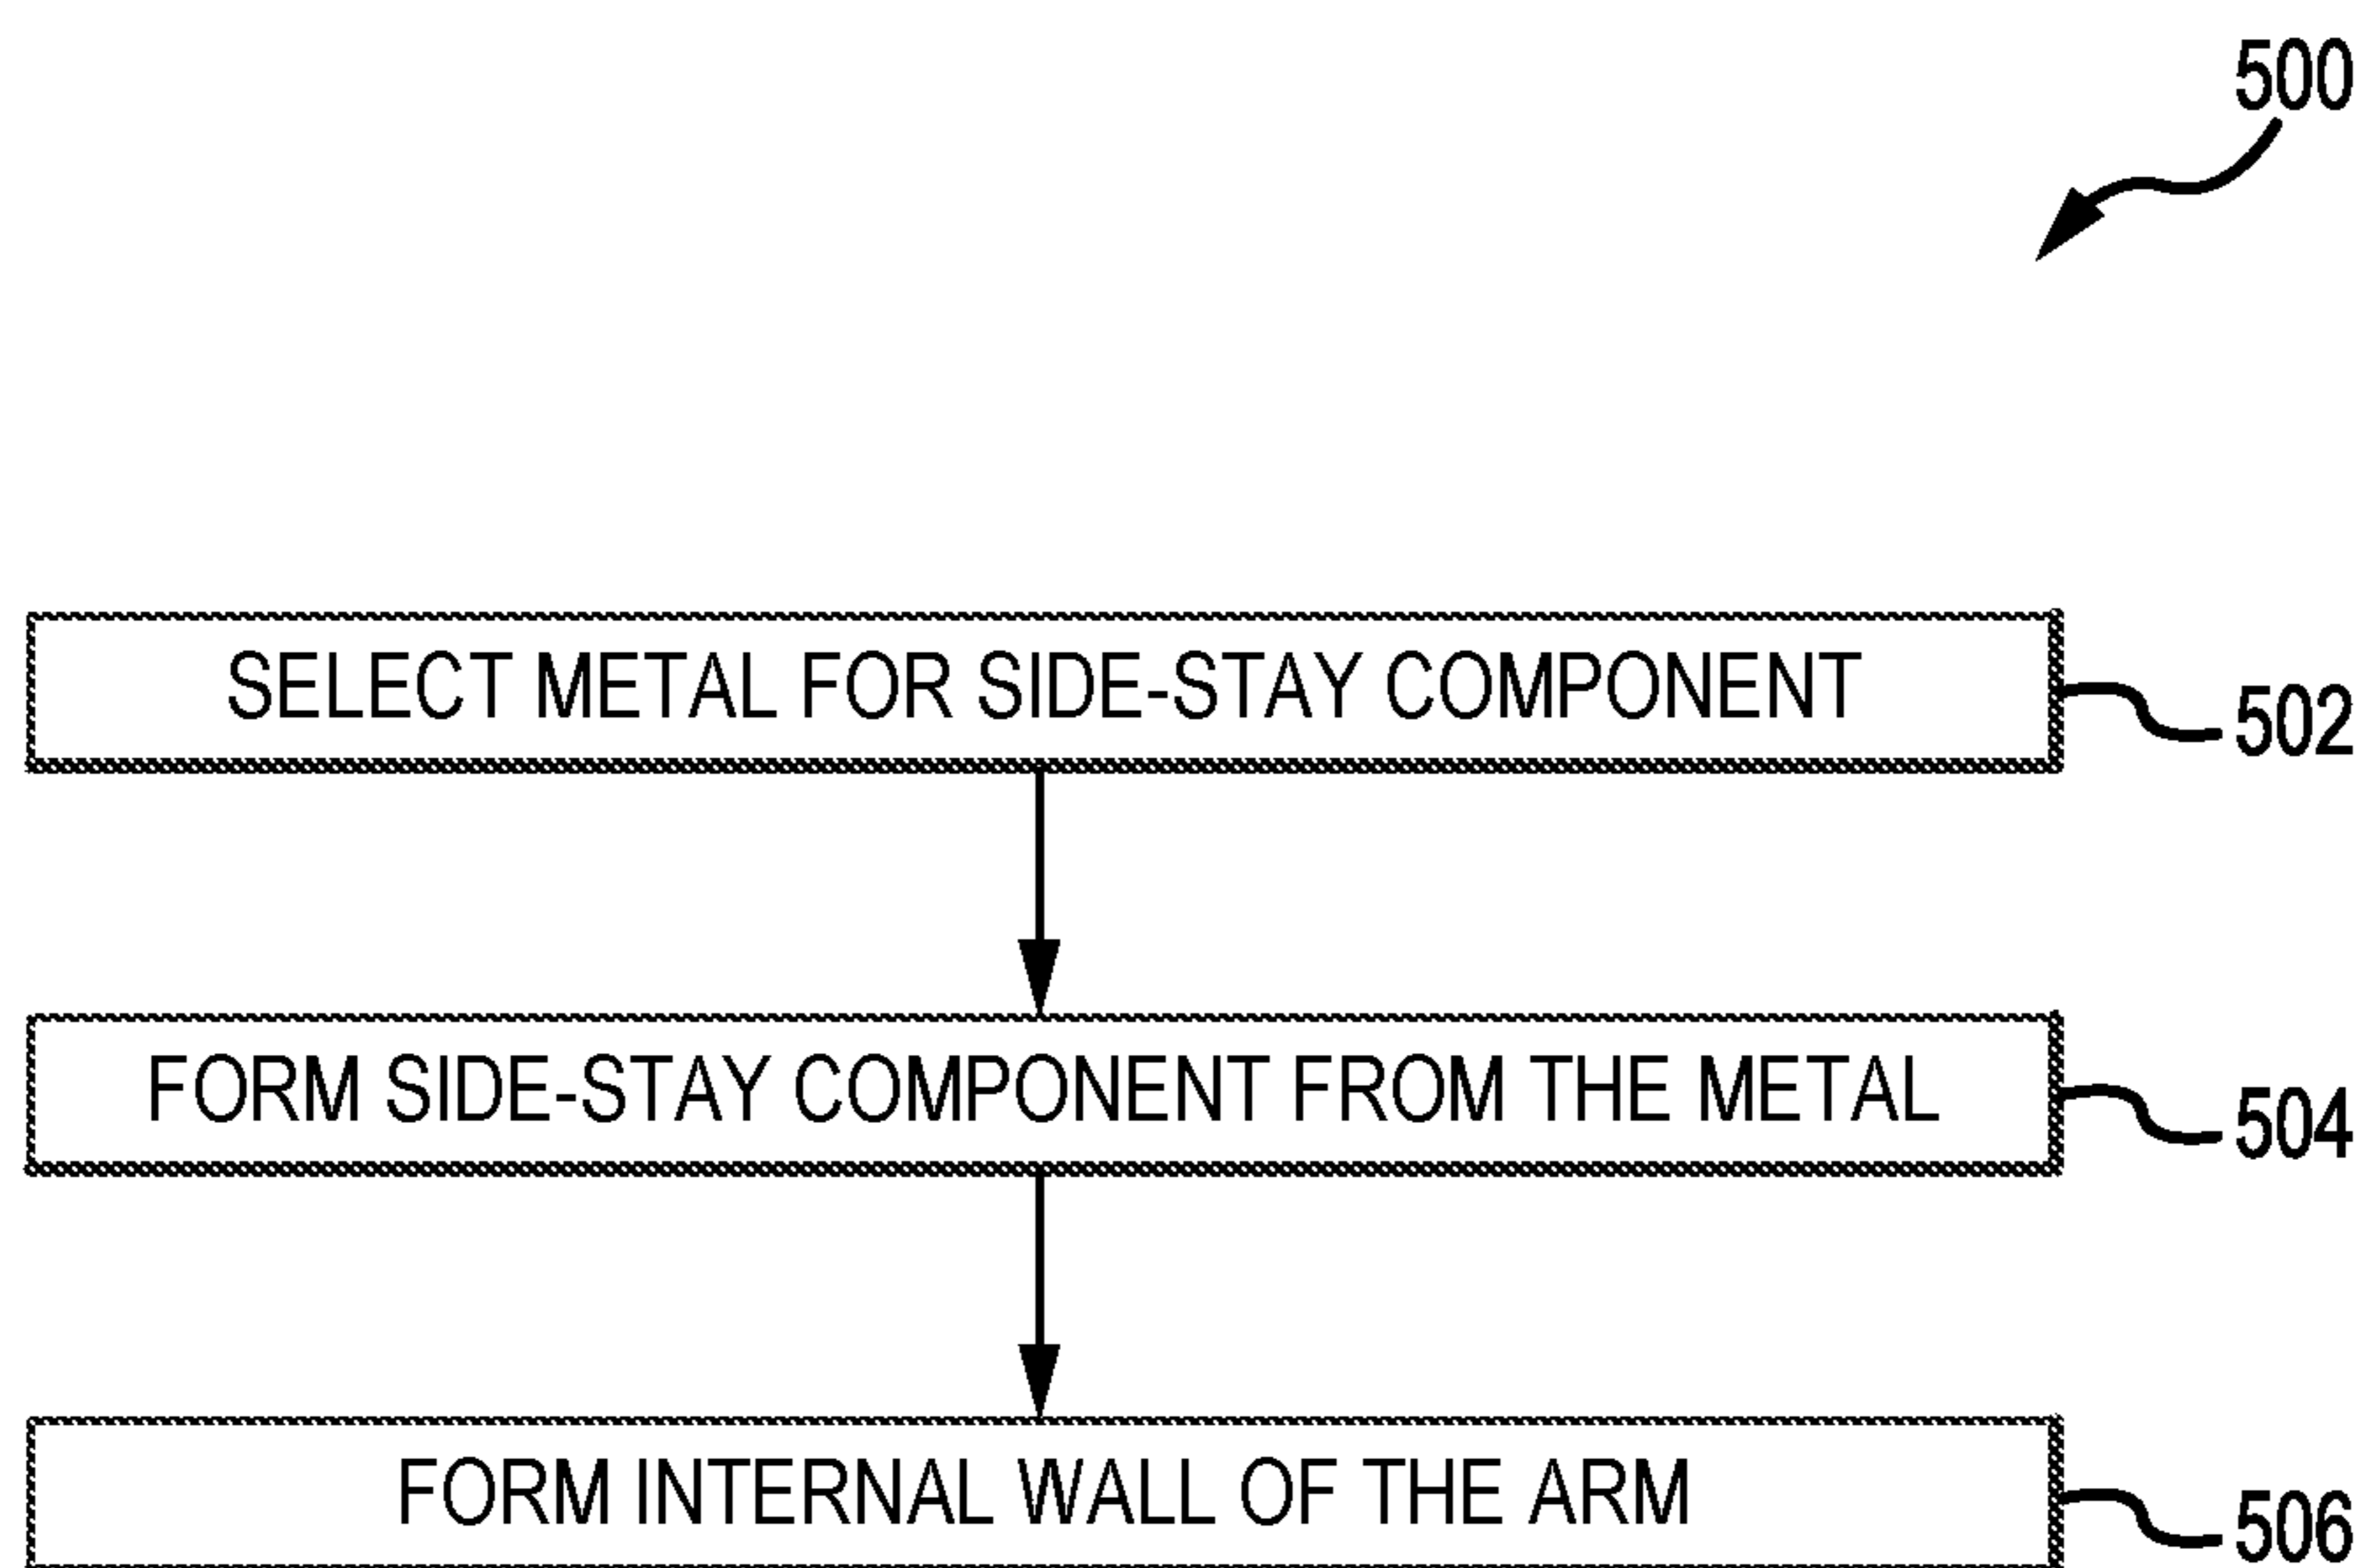 500
SELECT METAL FOR SIDE-STAY COMPONENT
502
FORM SIDE-STAY COMPONENT FROM THE METAL
504
FORM INTERNAL WALL OF THE ARM
506